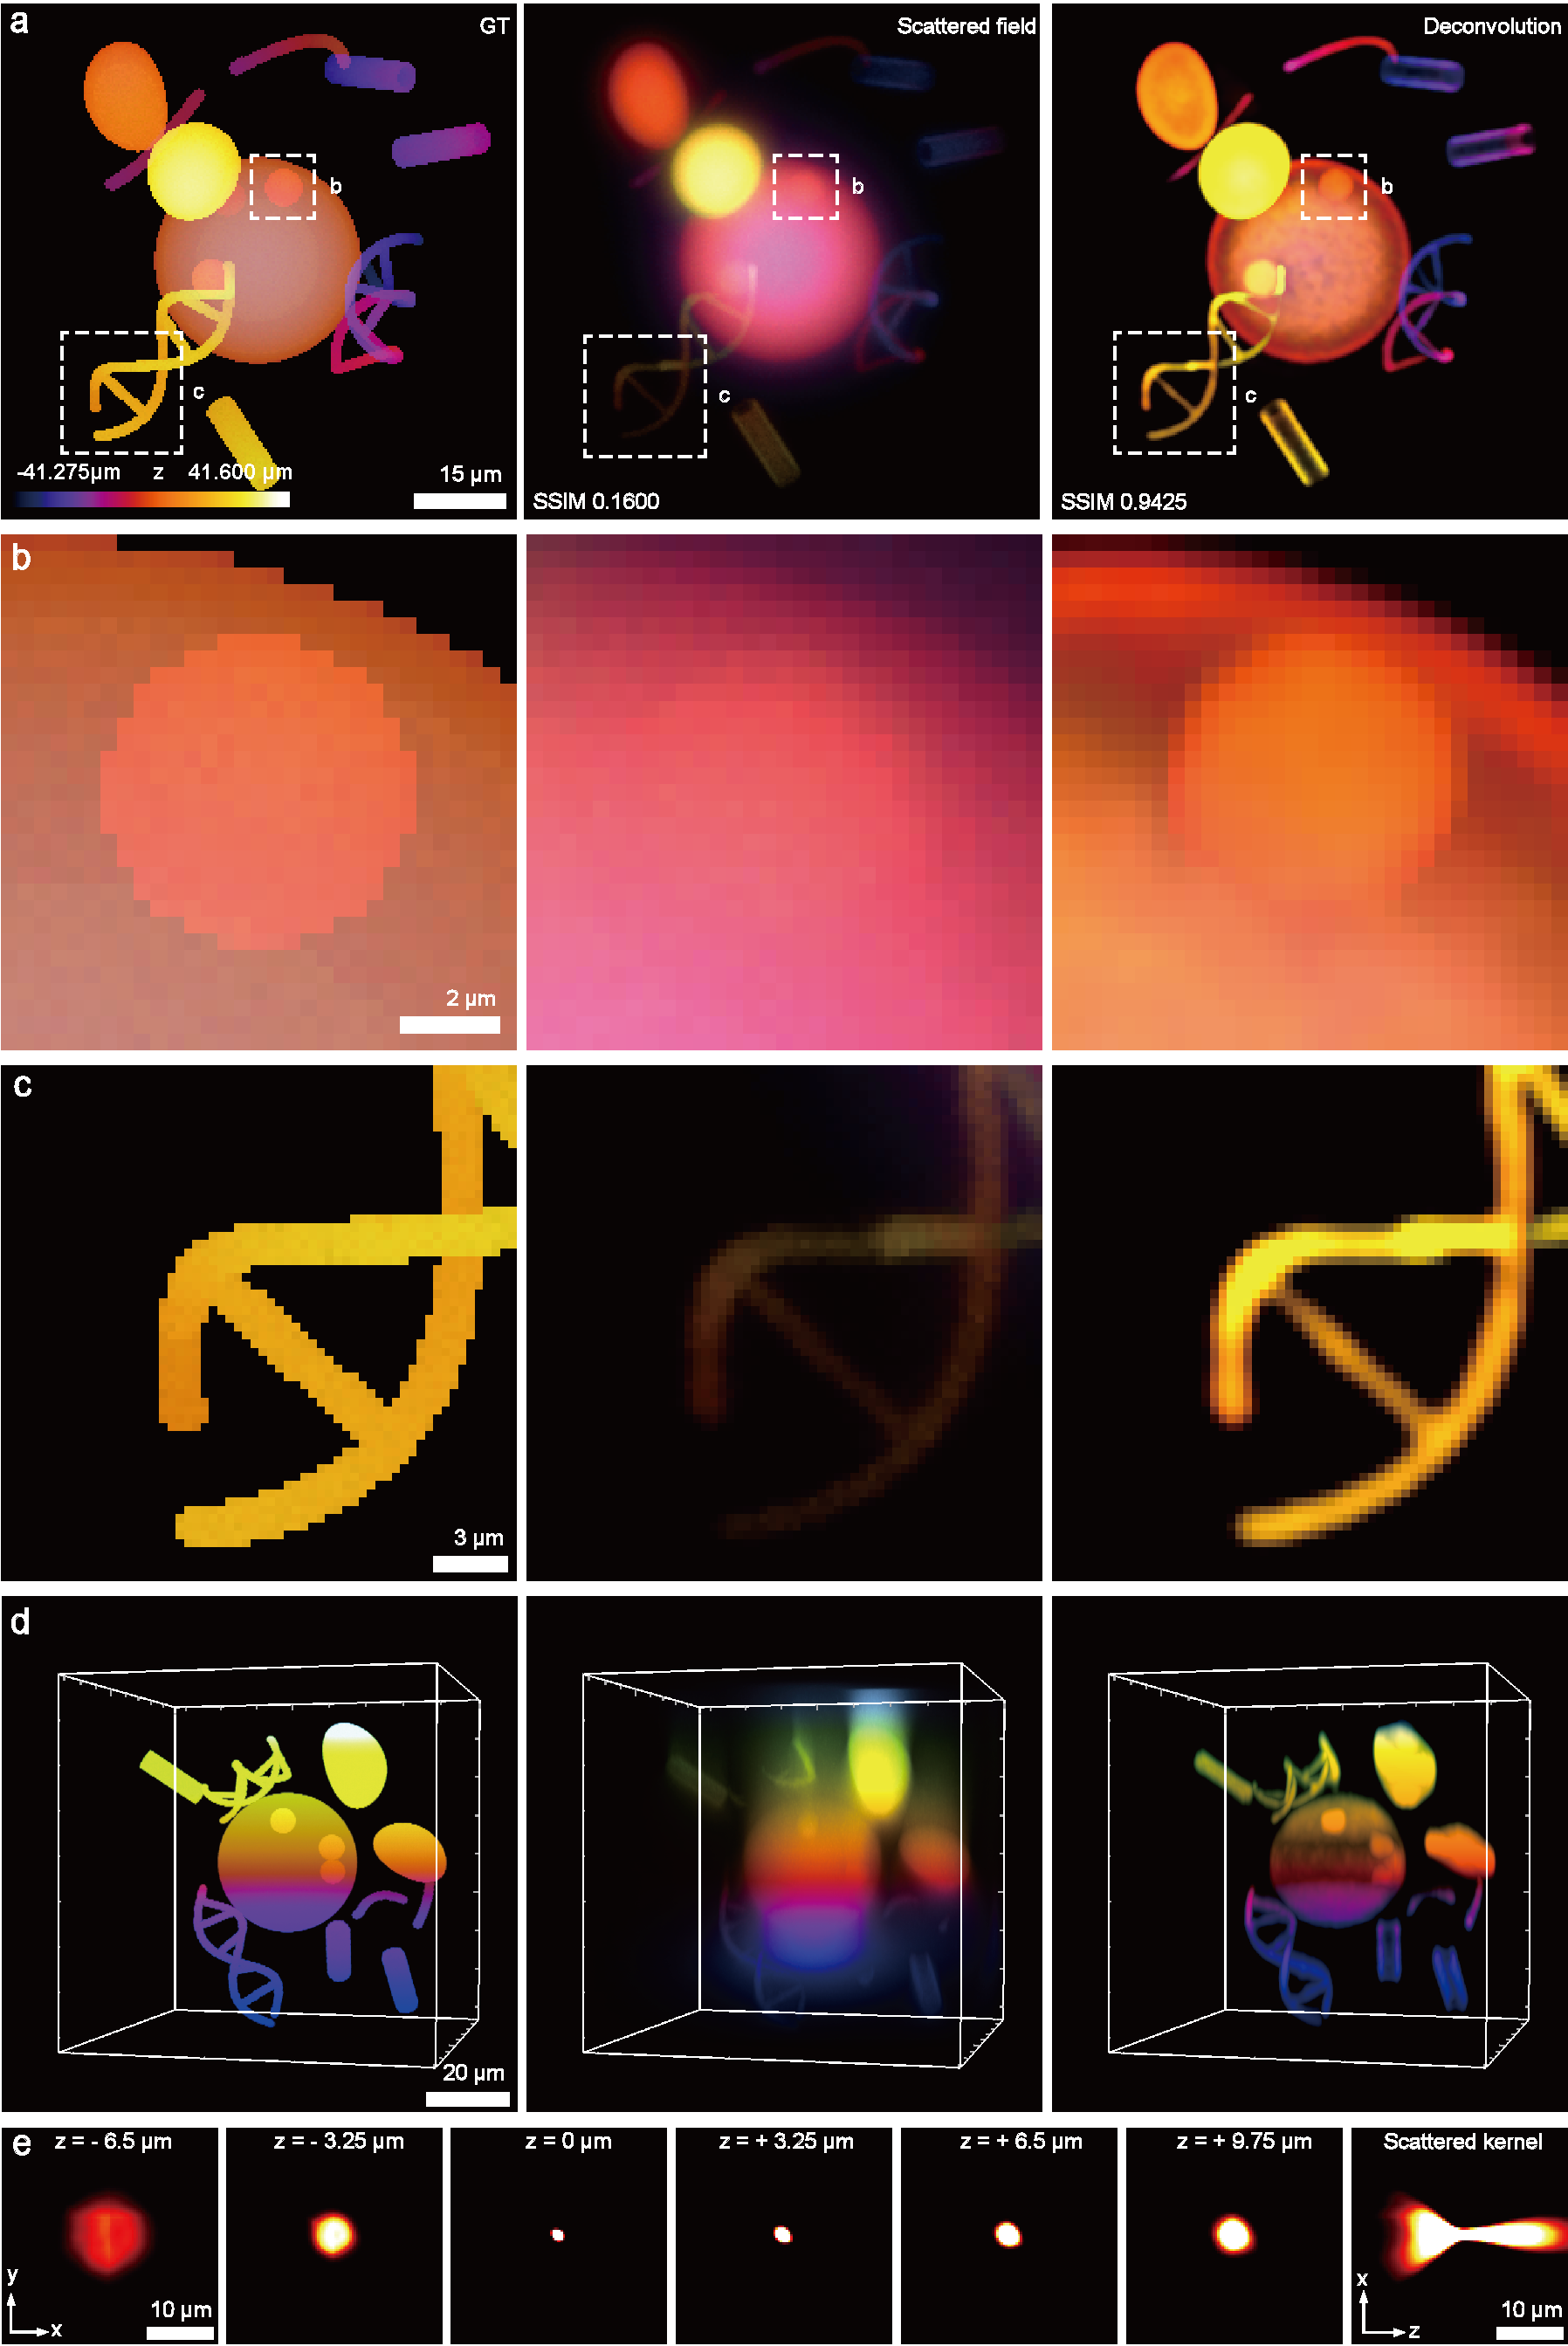 a
GT
Scattered field
Deconvolution
b
b
b
c
c
c
-41.275μm z 41.600 μm
15 μm
SSIM 0.1600
SSIM 0.9425
b
2 μm
c
3 μm
d
20 μm
e
z = - 6.5 μm
z = - 3.25 μm
z = 0 μm
z = + 3.25 μm
z = + 6.5 μm
z = + 9.75 μm
Scattered kernel
y
x
10 μm
x
z
10 μm